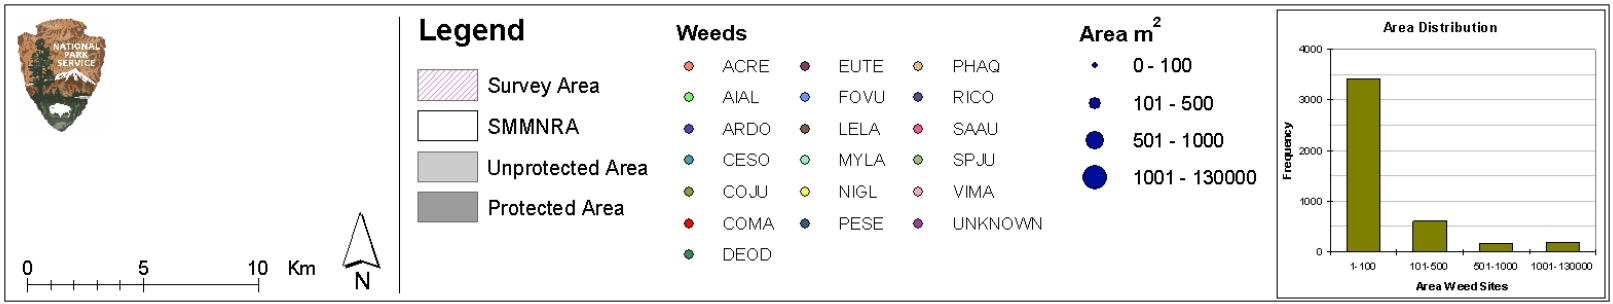 NATIONAL
PARK
SERVICE
0 5 10 Km
N
Legend
Survey Area
SMMNRA
Unprotected Area
Protected Area
Weeds
ACRE
AIAL
ARDO
CESO
COJU
COMA
DEOD
EUTE
FOVU
LELA
MYLA
NIGL
PESE
PHAQ
RICO
SAAU
SPJU
VIMA
UNKNOWN
Area m²
0 - 100
101 - 500
501 - 1000
1001 - 130000
Area Distribution
Frequency
4000
3000
2000
1000
0
1-100 101-500 501-1000 1001-130000
Area Weed Sites